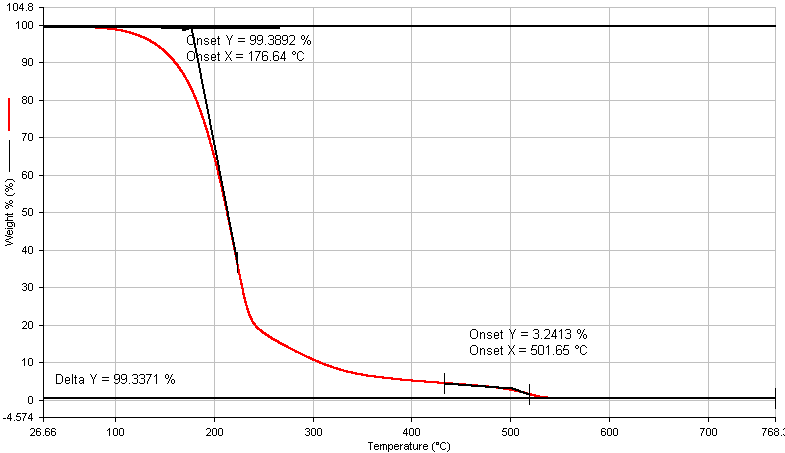 104.8
100
90
80
70
60
50
40
30
20
10
0
-4.574
Weight % (%)
Onset Y = 99.3892 %
Onset X = 176.64 °C
Onset Y = 3.2413 %
Onset X = 501.65 °C
Delta Y = 99.3371 %
26.66 100 200 300 400 500 600 700 768.
Temperature (°C)